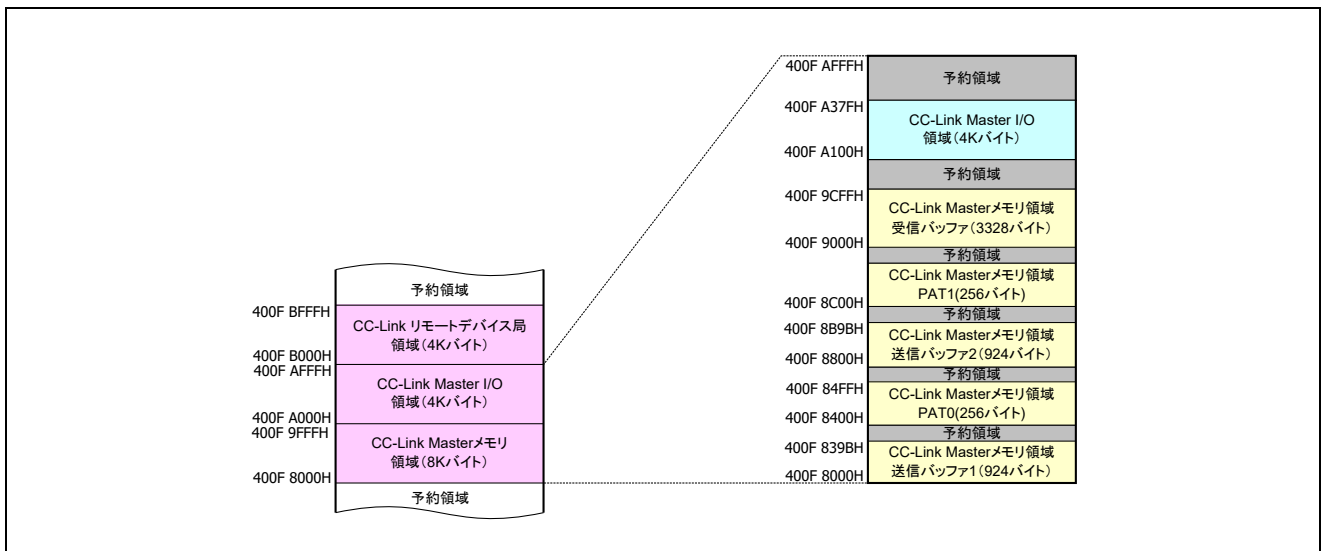 予約領域
400F BFFFH
CC-Link リモートデバイス局
領域(4Kバイト)
400F B000H
400F AFFFH
CC-Link Master I/O
領域(4Kバイト)
400F A000H
400F 9FFFH
CC-Link Masterメモリ
領域(8Kバイト)
400F 8000H
予約領域
400F AFFFH
予約領域
400F A37FH
CC-Link Master I/O
領域(4Kバイト)
400F A100H
予約領域
400F 9CFFH
CC-Link Masterメモリ領域
受信バッファ(3328バイト)
400F 9000H
予約領域
CC-Link Masterメモリ領域
PAT1(256バイト)
400F 8C00H
予約領域
400F 8B9BH
CC-Link Masterメモリ領域
送信バッファ2(924バイト)
400F 8800H
予約領域
400F 84FFH
CC-Link Masterメモリ領域
PAT0(256バイト)
400F 8400H
予約領域
400F 839BH
CC-Link Masterメモリ領域
送信バッファ1(924バイト)
400F 8000H